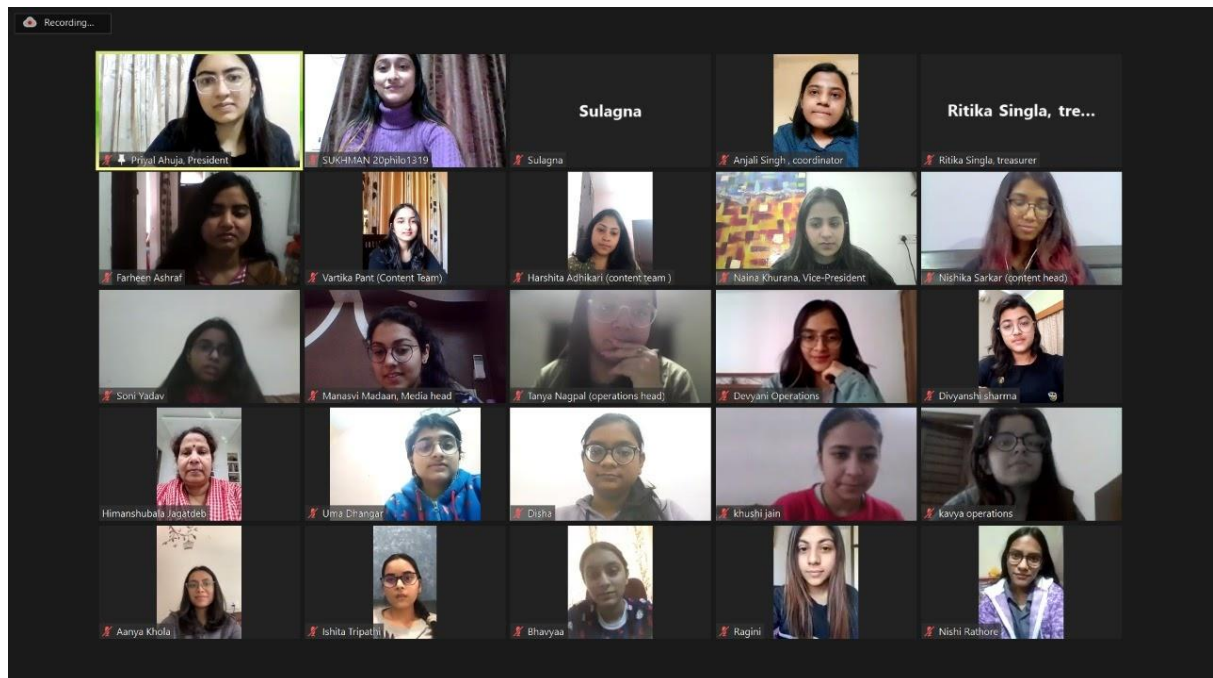 Recording...
Priyal Ahuja, President
SUKHMAN 20philo1319
Sulagna
Sulagna
Anjali Singh , coordinator
Ritika Singla, tre...
Ritika Singla, treasurer
Farheen Ashraf
Vartika Pant (Content Team)
Harshita Adhikari (content team )
Naina Khurana, Vice-President
Nishika Sarkar (content head)
Soni Yadav
Manasvi Madaan, Media head
Tanya Nagpal (operations head)
Devyani Operations
Divyanshi sharma
Himanshubala Jagatdeb
Uma Dhangar
Disha
khushi jain
kavya operations
Aanya Khola
Ishita Tripathi
Bhavyaa
Ragini
Nishi Rathore